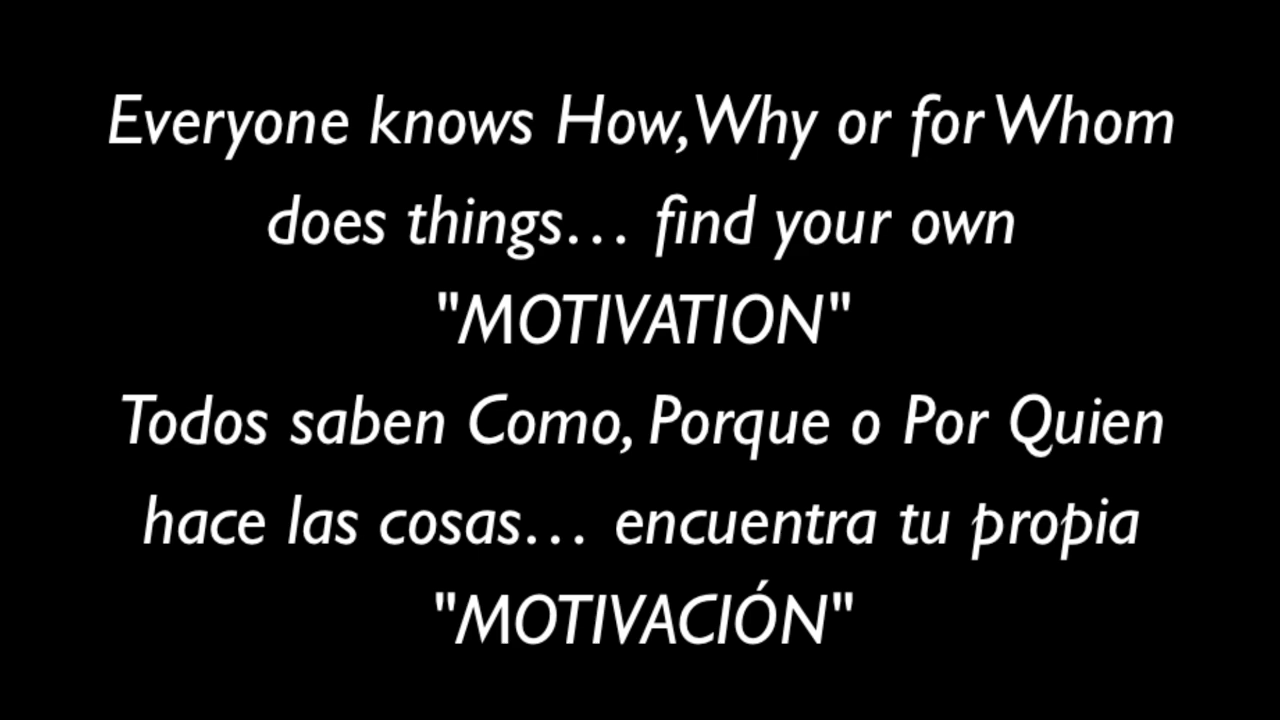 Everyone knows How, Why or for Whom
does things... find your own
"MOTIVATION"
Todos saben Como, Porque o Por Quien
hace las cosas... encuentra tu propia
"MOTIVACIÓN"